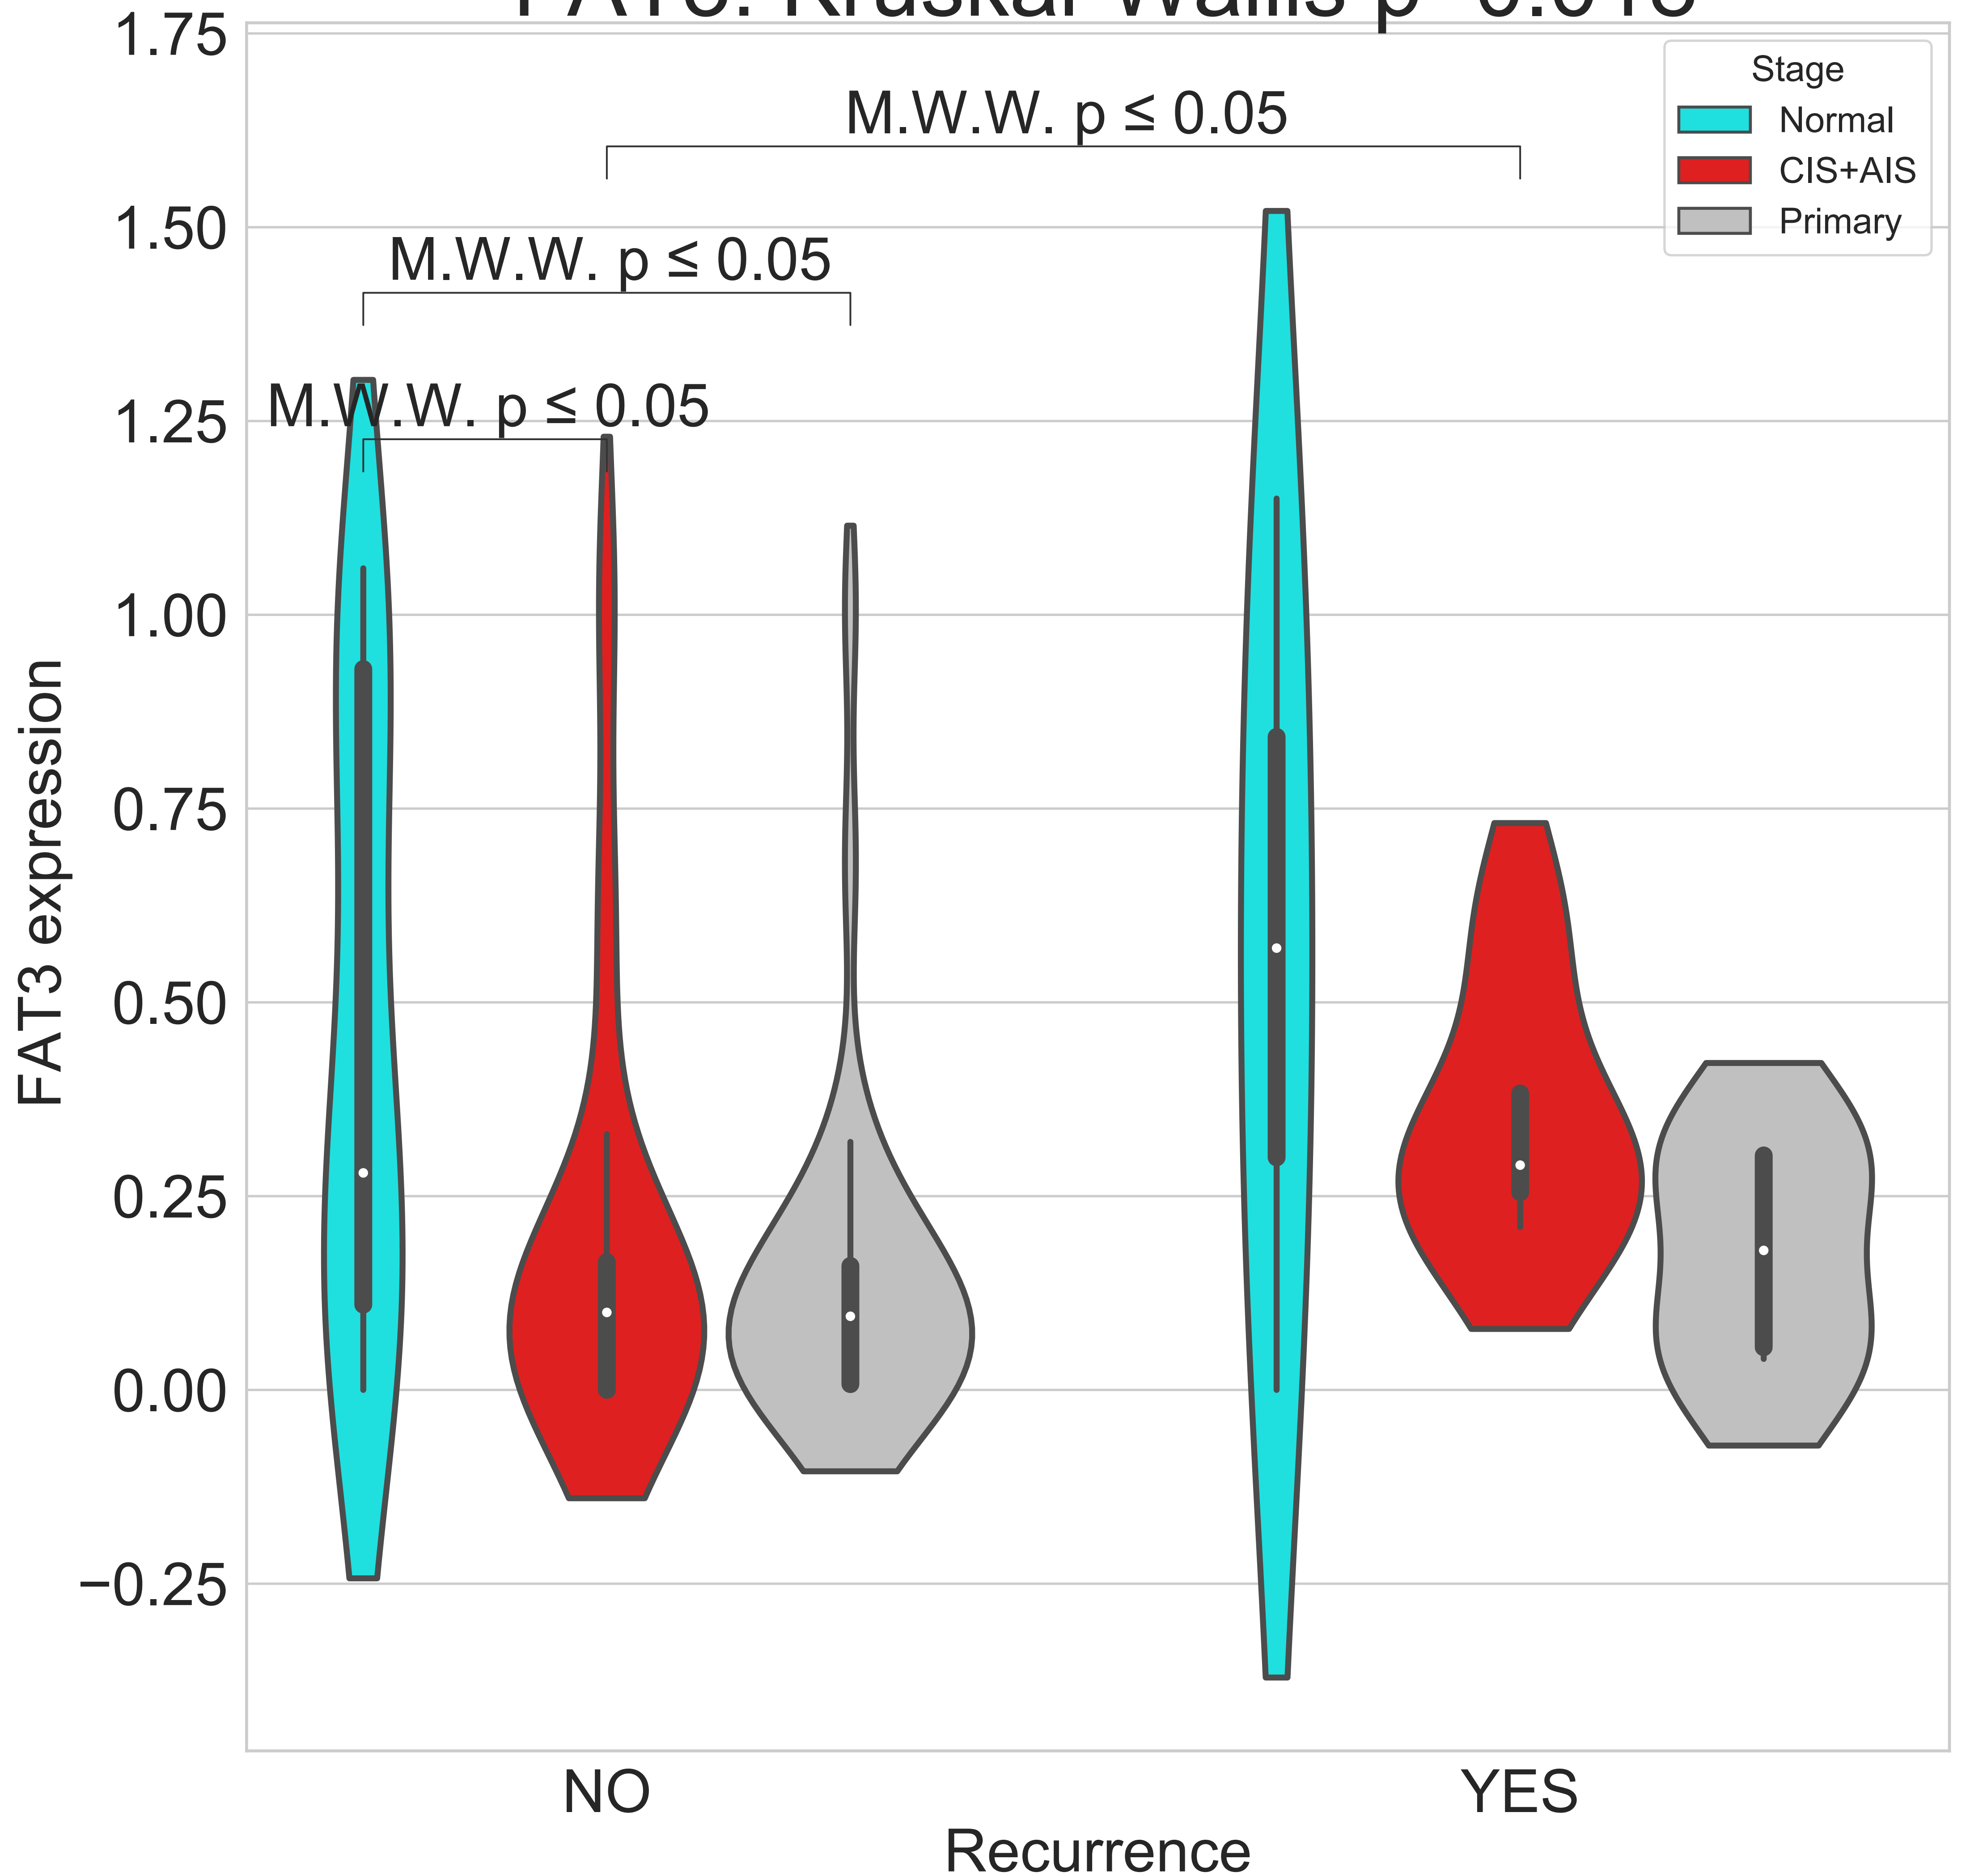 1.75
1.50
1.25
1.00
0.75
0.50
0.25
0.00
−0.25
FAT3 expression
M.W.W. p ≤ 0.05
M.W.W. p ≤ 0.05
M.W.W. p ≤ 0.05
Stage
Normal
CIS+AIS
Primary
NO
YES
Recurrence